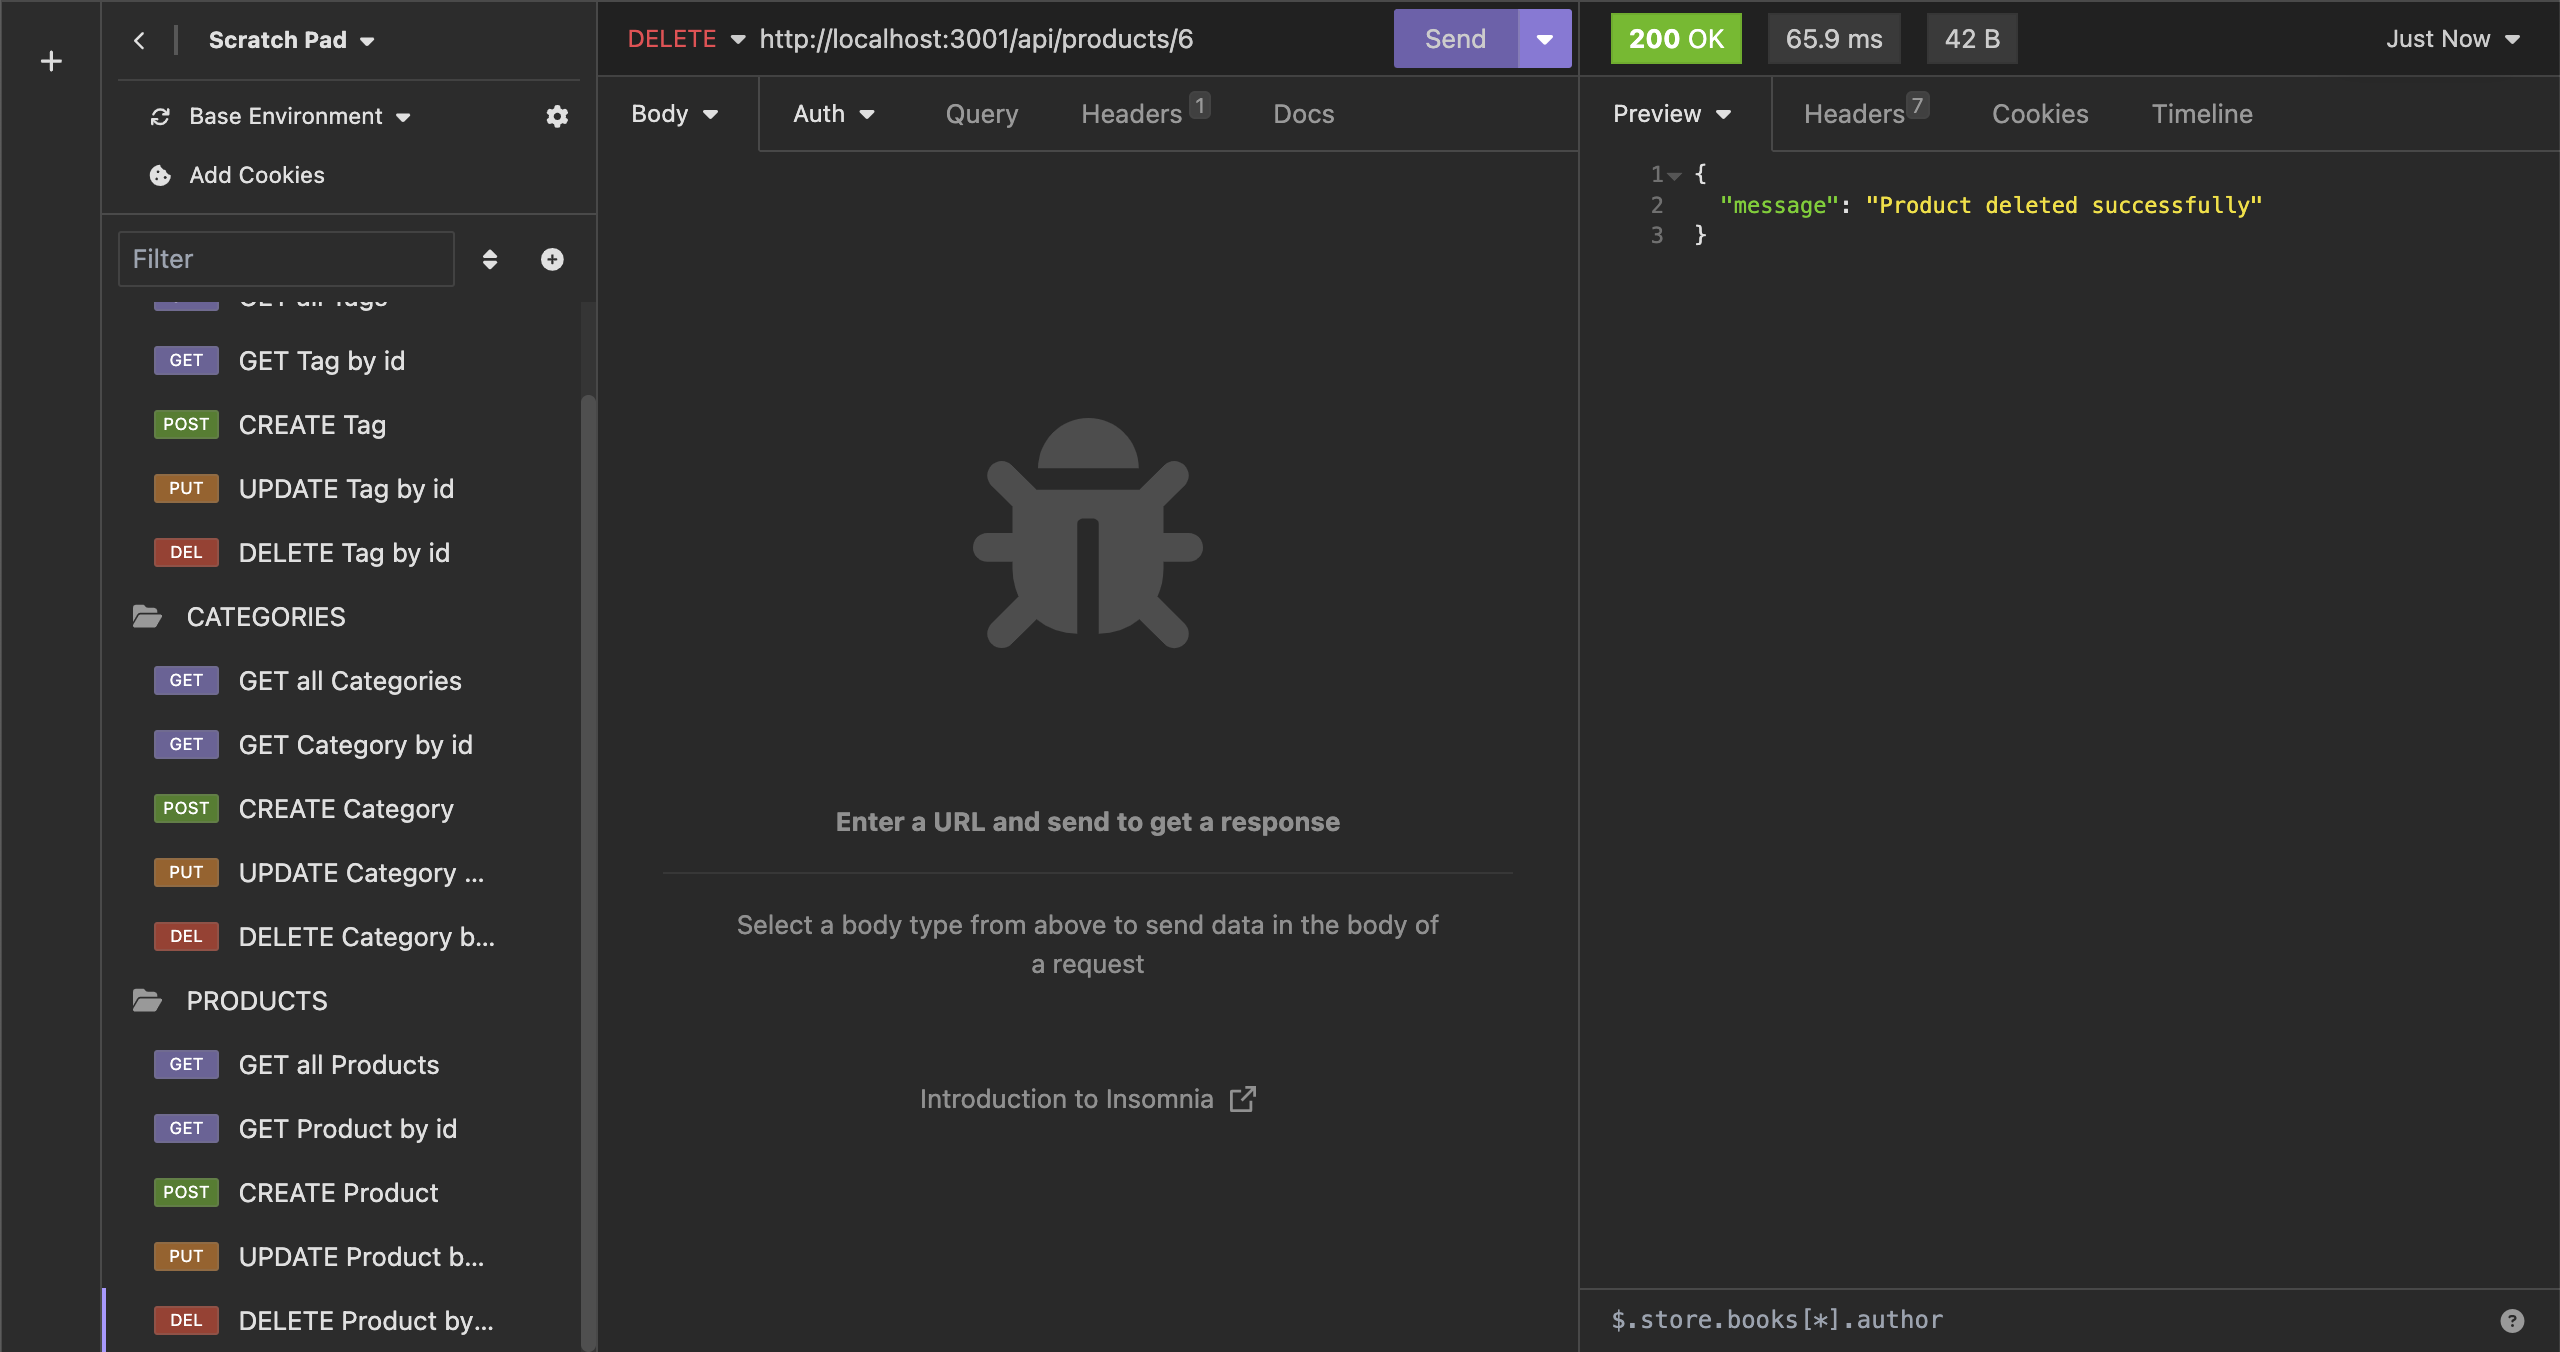 Scratch Pad
Base Environment
Add Cookies
Filter
GET all Tags
GET GET Tag by id
POST CREATE Tag
PUT UPDATE Tag by id
DEL DELETE Tag by id
CATEGORIES
GET GET all Categories
GET GET Category by id
POST CREATE Category
PUT UPDATE Category ...
DEL DELETE Category b...
PRODUCTS
GET GET all Products
GET GET Product by id
POST CREATE Product
PUT UPDATE Product b...
DEL DELETE Product by...
DELETE http://localhost:3001/api/products/6 Send
Body Auth Query Headers 1 Docs
Enter a URL and send to get a response
Select a body type from above to send data in the body of
a request
Introduction to Insomnia
200 OK 65.9 ms 42 B Just Now
Preview Headers 7 Cookies Timeline
1 {
2 "message": "Product deleted successfully"
3 }
$.store.books[*].author